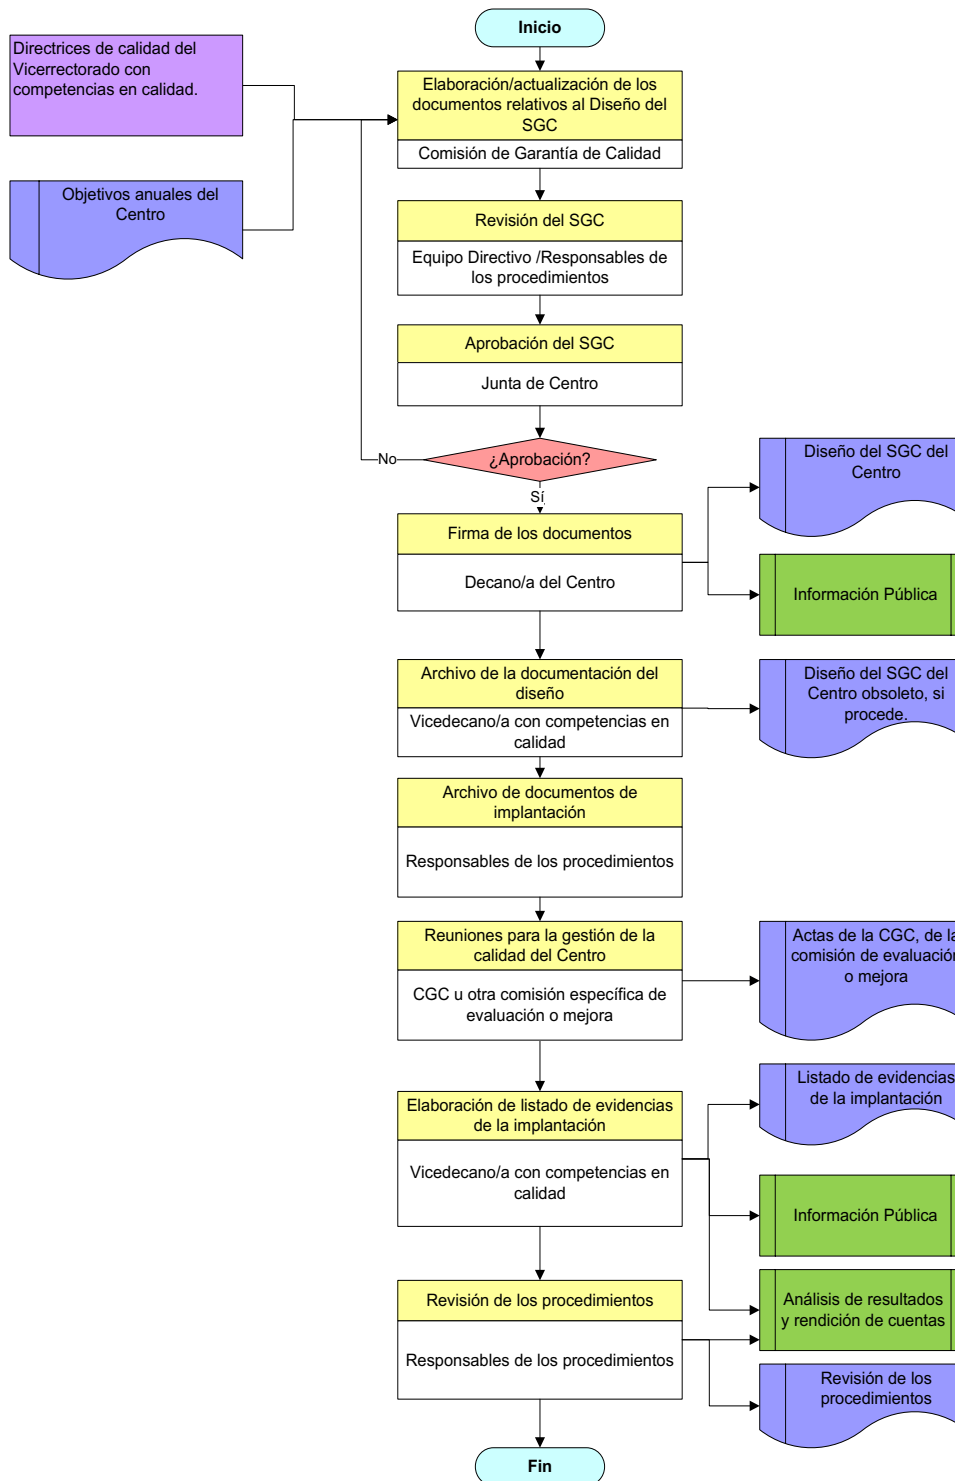 Inicio
Directrices de calidad del
Vicerrectorado con
competencias en calidad.
Elaboración/actualización de los
documentos relativos al Diseño del
SGC
Comisión de Garantía de Calidad
Objetivos anuales del
Centro
Revisión del SGC
Equipo Directivo /Responsables de
los procedimientos
Aprobación del SGC
Junta de Centro
¿Aprobación?
No
Sí
Diseño del SGC del
Centro
Firma de los documentos
Decano/a del Centro
Información Pública
Archivo de la documentación del
diseño
Vicedecano/a con competencias en
calidad
Diseño del SGC del
Centro obsoleto, si
procede.
Archivo de documentos de
implantación
Responsables de los procedimientos
Reuniones para la gestión de la
calidad del Centro
CGC u otra comisión específica de
evaluación o mejora
Actas de la CGC, de la
comisión de evaluación
o mejora
Elaboración de listado de evidencias
de la implantación
Vicedecano/a con competencias en
calidad
Listado de evidencias
de la implantación
Información Pública
Análisis de resultados
y rendición de cuentas
Revisión de los procedimientos
Responsables de los procedimientos
Revisión de los
procedimientos
Fin